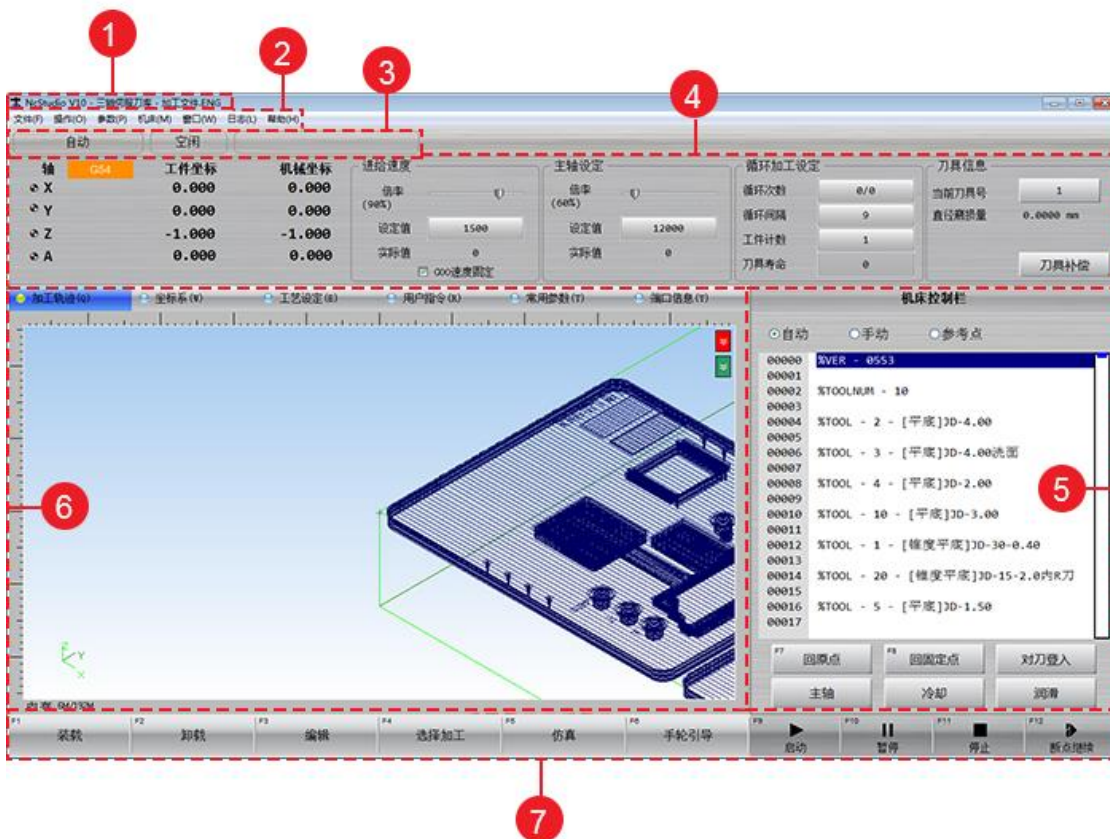 1
2
3
4
NcStudio V10 - 三轴伺服刀库 - 加工文件.ENG
文件(F) 操作(O) 参数(P) 机床(M) 窗口(W) 日志(L) 帮助(H)
自动 空闲
轴 G54 工件坐标 机械坐标
X 0.000 0.000
Y 0.000 0.000
Z -1.000 -1.000
A 0.000 0.000
进给速度
倍率
(90%)
设定值 1500
实际值 0
G00速度固定
主轴设定
倍率
(60%)
设定值 12000
实际值 0
循环加工设定
循环次数 0/0
循环间隔 9
工件计数 1
刀具寿命 0
刀具信息
当前刀具号 1
直径磨损量 0.0000 mm
刀具补偿
加工轨迹(Q) 坐标系(W) 工艺设定(E) 用户指令(R) 常用参数(T) 端口信息(Y)
Z
Y
X
内存:6M/232M
6
机床控制栏
自动 手动 参考点
00000 %VER - 0553
00001
00002 %TOOLNUM - 10
00003
00004 %TOOL - 2 - [平底]JD-4.00
00005
00006 %TOOL - 3 - [平底]JD-4.00洗面
00007
00008 %TOOL - 4 - [平底]JD-2.00
00009
00010 %TOOL - 10 - [平底]JD-3.00
00011
00012 %TOOL - 1 - [锥度平底]JD-30-0.40
00013
00014 %TOOL - 20 - [锥度平底]JD-15-2.0内R刀
00015
00016 %TOOL - 5 - [平底]JD-1.50
00017
5
F7 回原点 F8 回固定点 对刀登入
主轴 冷却 润滑
F1 装载 F2 卸载 F3 编辑 F4 选择加工 F5 仿真 F6 手轮引导 F9 启动 F10 暂停 F11 停止 F12 断点继续
7